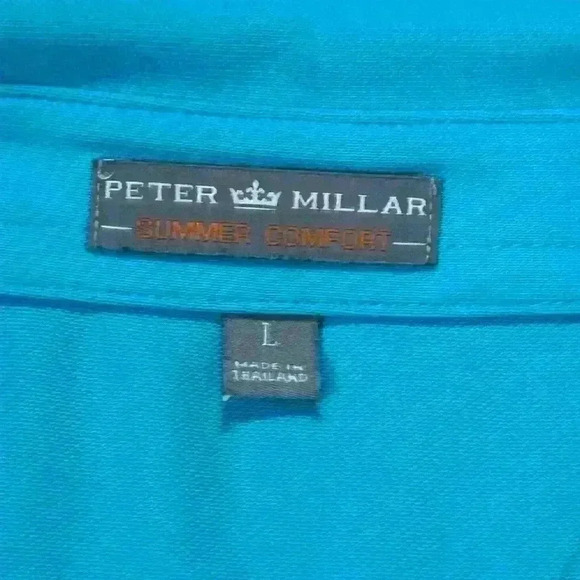 PETER MILLAR
SUMMER COMFORT
L
MADE IN
THAILAND